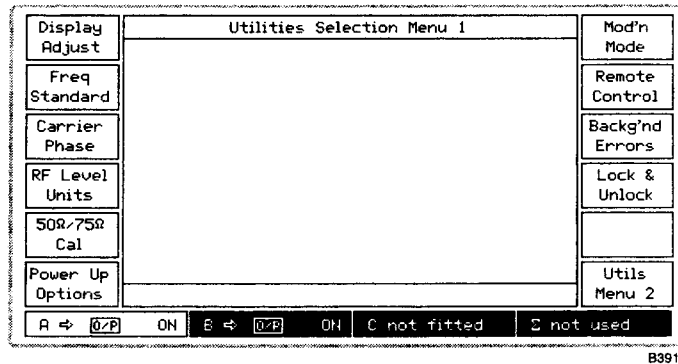 Utilities Selection Menu 1
Display
Adjust
Freq
Standard
Carrier
Phase
RF Level
Units
50Ω/75Ω
Cal
Power Up
Options
Mod'n
Mode
Remote
Control
Backg'nd
Errors
Lock &
Unlock
Utils
Menu 2
A ⇨ O/P ON B ⇨ O/P ON C not fitted Σ not used
B391